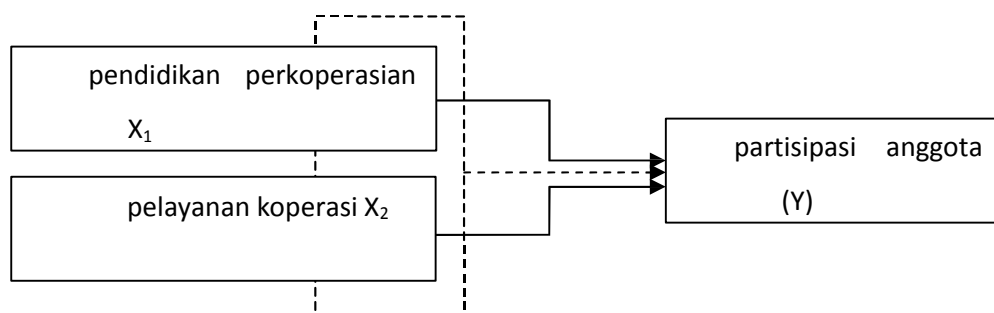 pendidikan perkoperasian
X₁
pelayanan koperasi X₂
partisipasi anggota
(Y)